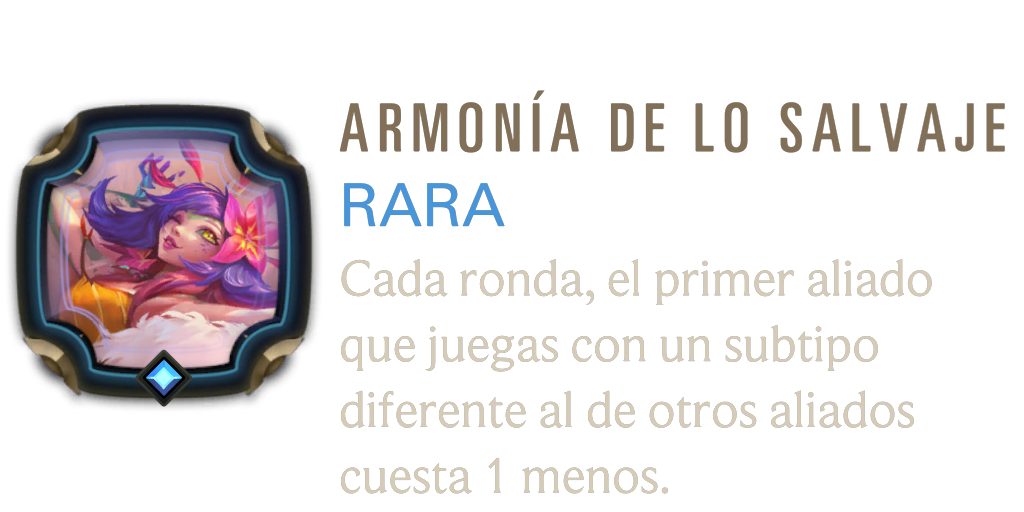 ARMONÍA DE LO SALVAJE
RARA
Cada ronda, el primer aliado
que juegas con un subtipo
diferente al de otros aliados
cuesta 1 menos.